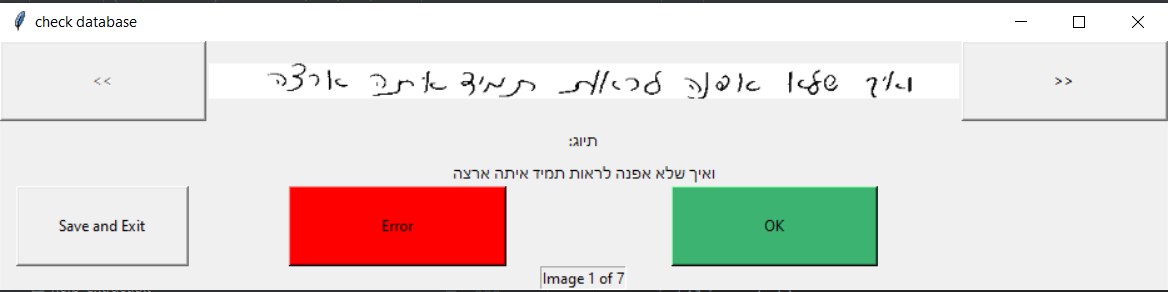 check database
<<
ואיך שלא אפנה לראות תמיד איתה ארצה
>>
תיוג:
ואיך שלא אפנה לראות תמיד איתה ארצה
Save and Exit
Error
OK
Image 1 of 7